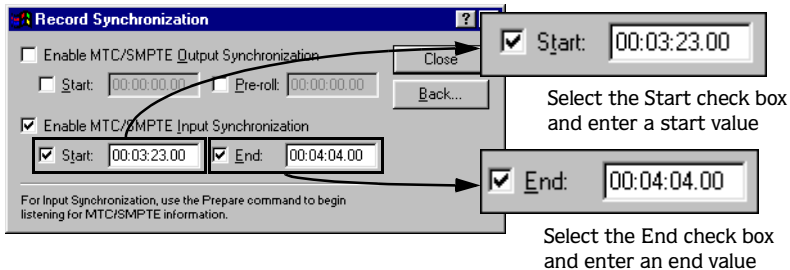 Record Synchronization
Enable MTC/SMPTE Output Synchronization
Start: 00:00:00.00 Pre-roll: 00:00:00.00
Close
Back...
Enable MTC/SMPTE Input Synchronization
Start: 00:03:23.00 End: 00:04:04.00
For Input Synchronization, use the Prepare command to begin
listening for MTC/SMPTE information.
Start: 00:03:23.00
Select the Start check box
and enter a start value
End: 00:04:04.00
Select the End check box
and enter an end value